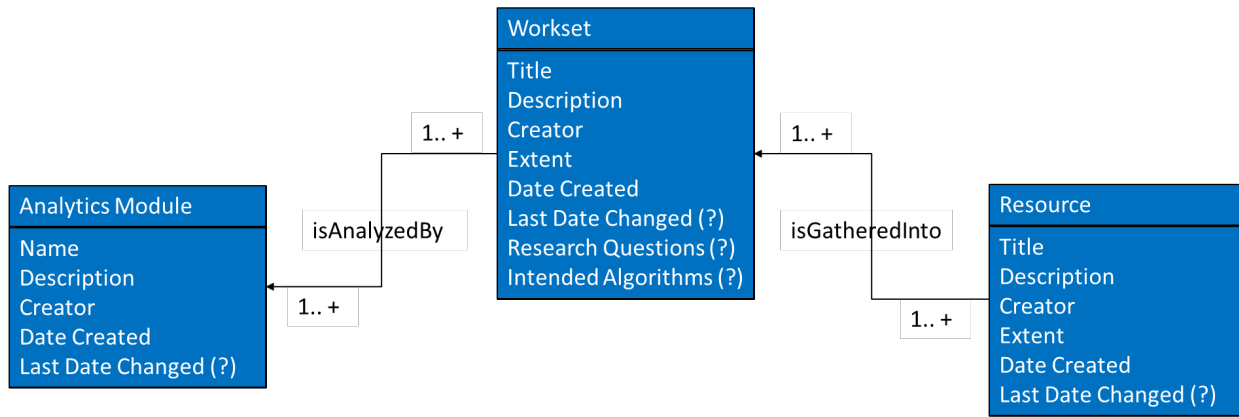 Workset
Title
Description
Creator
Extent
Date Created
Last Date Changed (?)
Research Questions (?)
Intended Algorithms (?)
1.. +
isAnalyzedBy
1.. +
Analytics Module
Name
Description
Creator
Date Created
Last Date Changed (?)
1.. +
isGatheredInto
1.. +
Resource
Title
Description
Creator
Extent
Date Created
Last Date Changed (?)